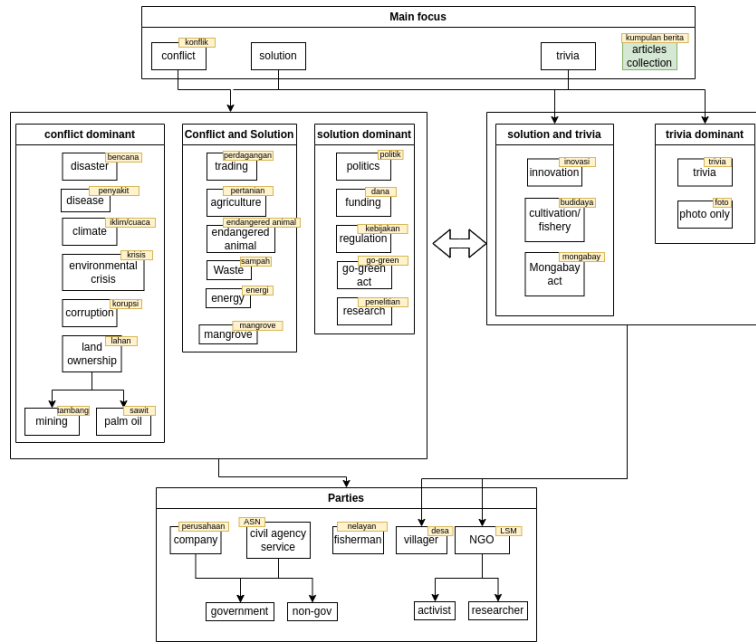 Main focus
konflik
conflict
solution
trivia
kumpulan berita
articles
collection
conflict dominant
bencana
disaster
penyakit
disease
iklim/cuaca
climate
krisis
environmental
crisis
korupsi
corruption
lahan
land
ownership
tambang
mining
sawit
palm oil
Conflict and Solution
perdagangan
trading
pertanian
agriculture
endangered animal
endangered
animal
sampah
Waste
energi
energy
mangrove
mangrove
solution dominant
politik
politics
dana
funding
kebijakan
regulation
go-green
go-green
act
penelitian
research
solution and trivia
inovasi
innovation
budidaya
cultivation/
fishery
mongabay
Mongabay
act
trivia dominant
trivia
trivia
foto
photo only
Parties
perusahaan
company
ASN
civil agency
service
nelayan
fisherman
desa
villager
LSM
NGO
government
non-gov
activist
researcher